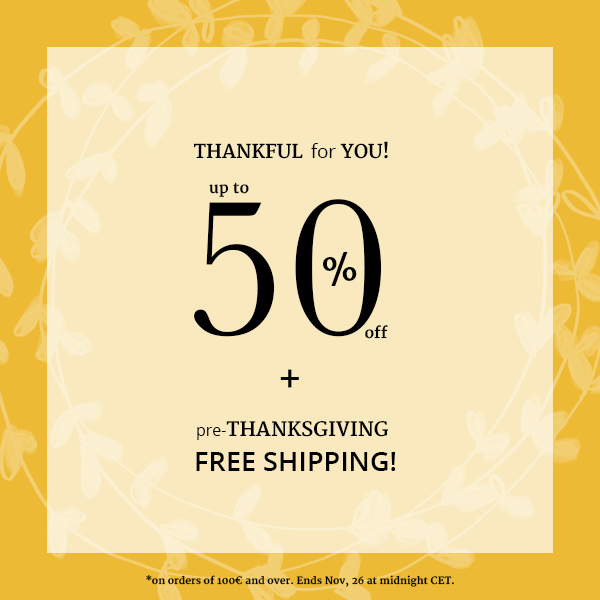 THANKFUL for YOU!
up to
50
%
off
+
pre-THANKSGIVING
FREE SHIPPING!
*on orders of 100€ and over. Ends Nov, 26 at midnight CET.